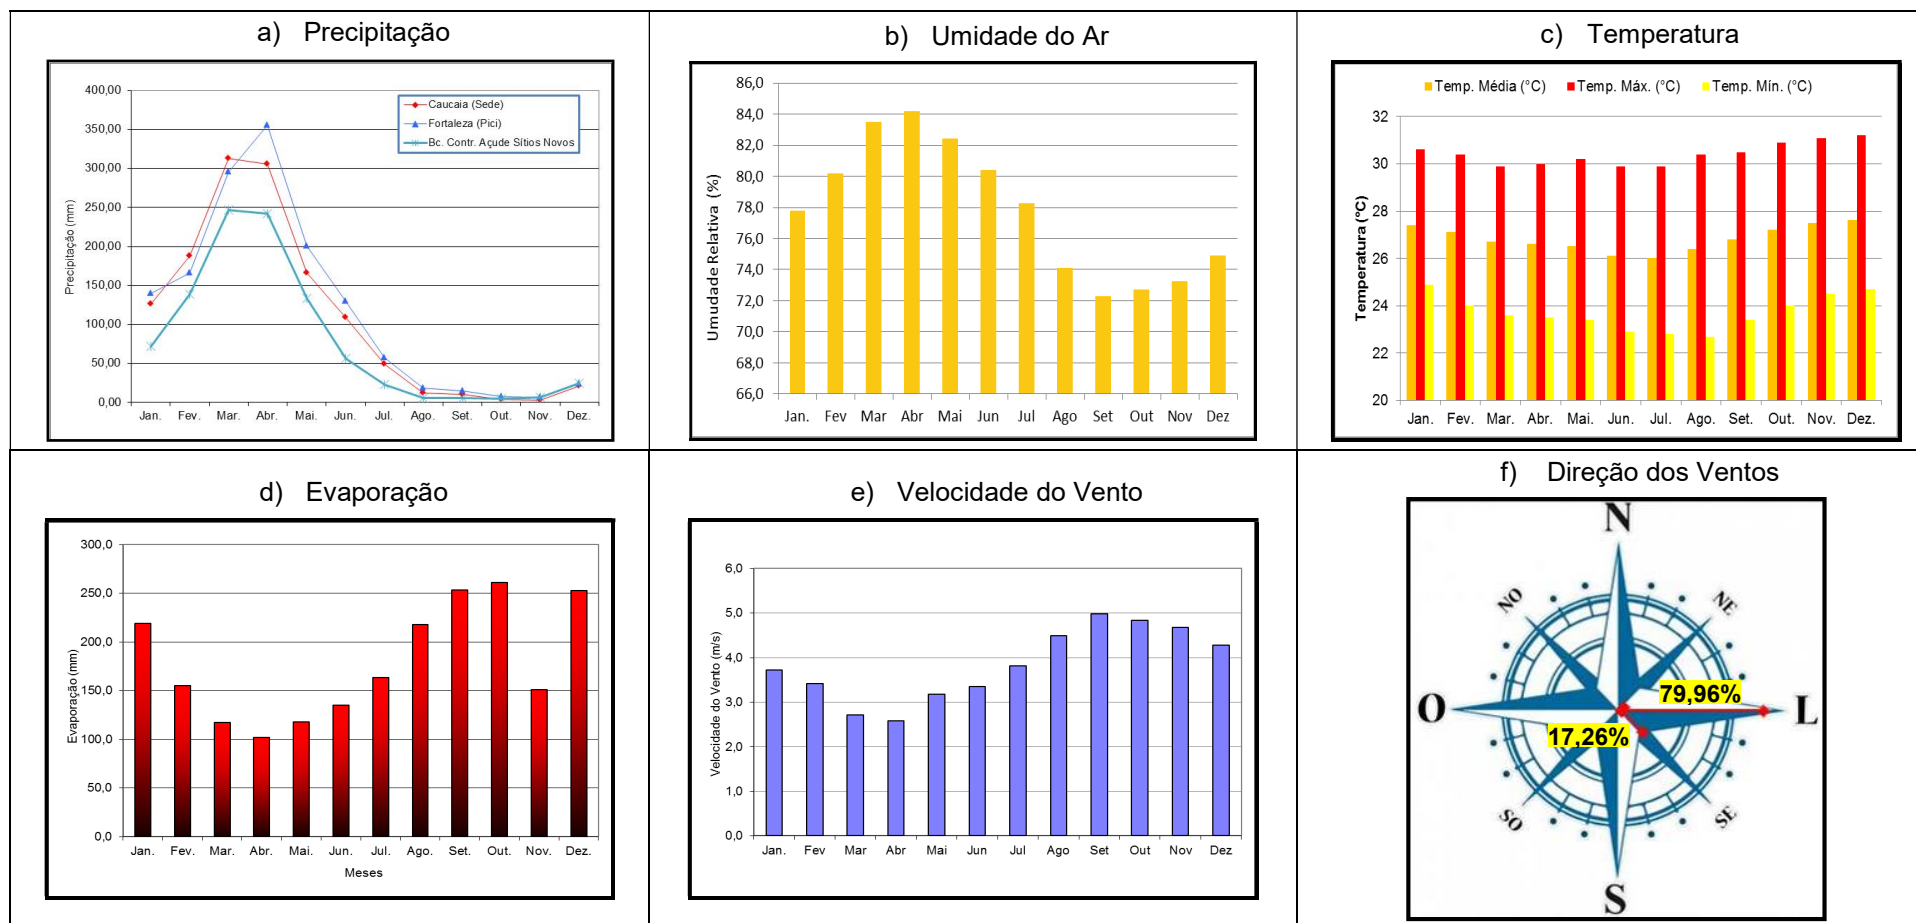 a) Precipitação
400,00
350,00
300,00
250,00
200,00
150,00
100,00
50,00
0,00
Precipitação (mm)
Caucaia (Sede)
Fortaleza (Pici)
Bc. Contr. Açude Sítios Novos
Jan. Fev. Mar. Abr. Mai. Jun. Jul. Ago. Set. Out. Nov. Dez.
b) Umidade do Ar
86,0
84,0
82,0
80,0
78,0
76,0
74,0
72,0
70,0
68,0
66,0
Umudade Relativa (%)
Jan. Fev Mar Abr Mai Jun Jul Ago Set Out Nov Dez
c) Temperatura
Temp. Média (°C) Temp. Máx. (°C) Temp. Mín. (°C)
32
30
28
26
24
22
20
Temperatura (°C)
Jan. Fev. Mar. Abr. Mai. Jun. Jul. Ago. Set. Out. Nov. Dez.
d) Evaporação
300,0
250,0
200,0
150,0
100,0
50,0
0,0
Evaporação (mm)
Jan. Fev. Mar. Abr. Mai. Jun. Jul. Ago. Set. Out. Nov. Dez.
Meses
e) Velocidade do Vento
6,0
5,0
4,0
3,0
2,0
1,0
0,0
Velocidade do Vento (m/s)
Jan. Fev Mar Abr Mai Jun Jul Ago Set Out Nov Dez
f) Direção dos Ventos
N
NO
NE
79,96%
O
L
17,26%
SO
SE
S